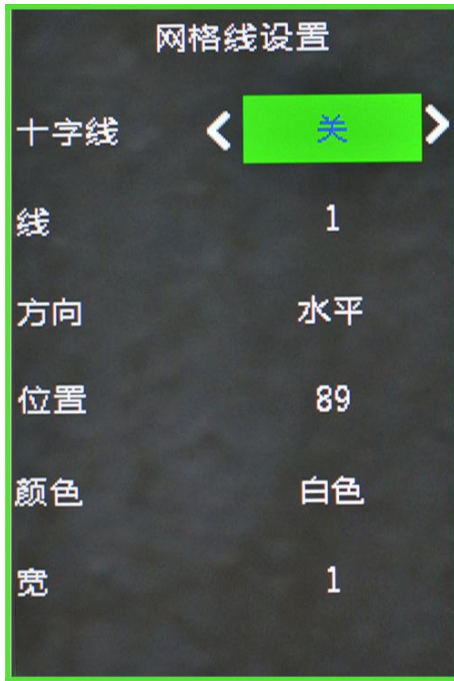 网格线设置
十字线 < 关 >
线 1
方向 水平
位置 89
颜色 白色
宽 1